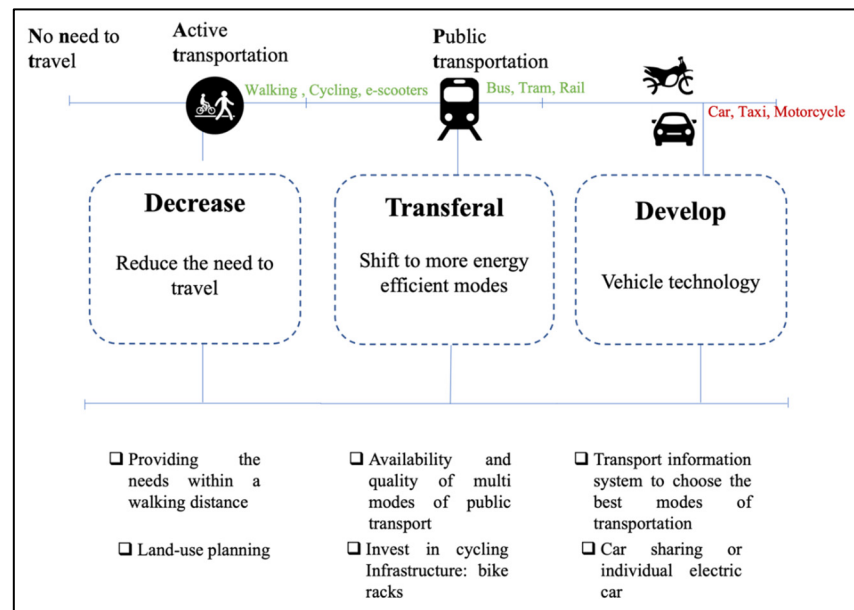 No need to
travel
Active
transportation
Walking , Cycling, e-scooters
Public
transportation
Bus, Tram, Rail
Car, Taxi, Motorcycle
Decrease
Reduce the need to
travel
Transferal
Shift to more energy
efficient modes
Develop
Vehicle technology
Providing the
needs within a
walking distance
Land-use planning
Availability and
quality of multi
modes of public
transport
Invest in cycling
Infrastructure: bike
racks
Transport information
system to choose the
best modes of
transportation
Car sharing or
individual electric
car